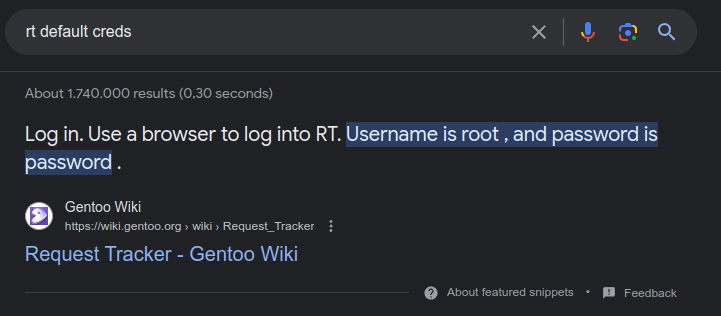 rt default creds
About 1.740.000 results (0,30 seconds)
Log in. Use a browser to log into RT. Username is root , and password is
password .
Gentoo Wiki
https://wiki.gentoo.org › wiki › Request_Tracker
Request Tracker - Gentoo Wiki
About featured snippets • Feedback